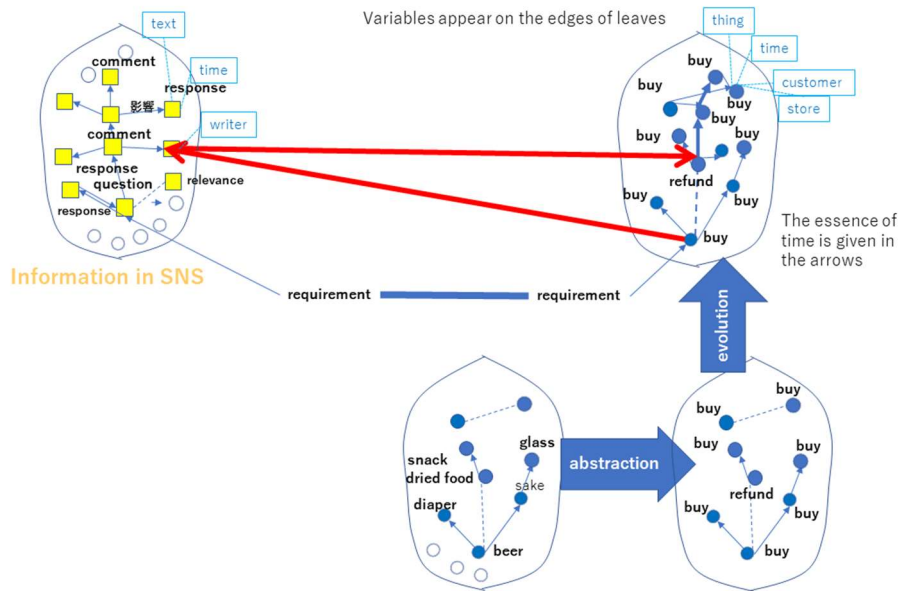 Variables appear on the edges of leaves
text
time
writer
comment
response
影響
comment
response
question
relevance
response
Information in SNS
thing
time
customer
store
buy
buy
buy
buy
buy
buy
buy
refund
buy
buy
buy
The essence of
time is given in
the arrows
requirement
requirement
evolution
abstraction
glass
snack
dried food
sake
diaper
beer
buy
buy
buy
buy
refund
buy
buy
buy